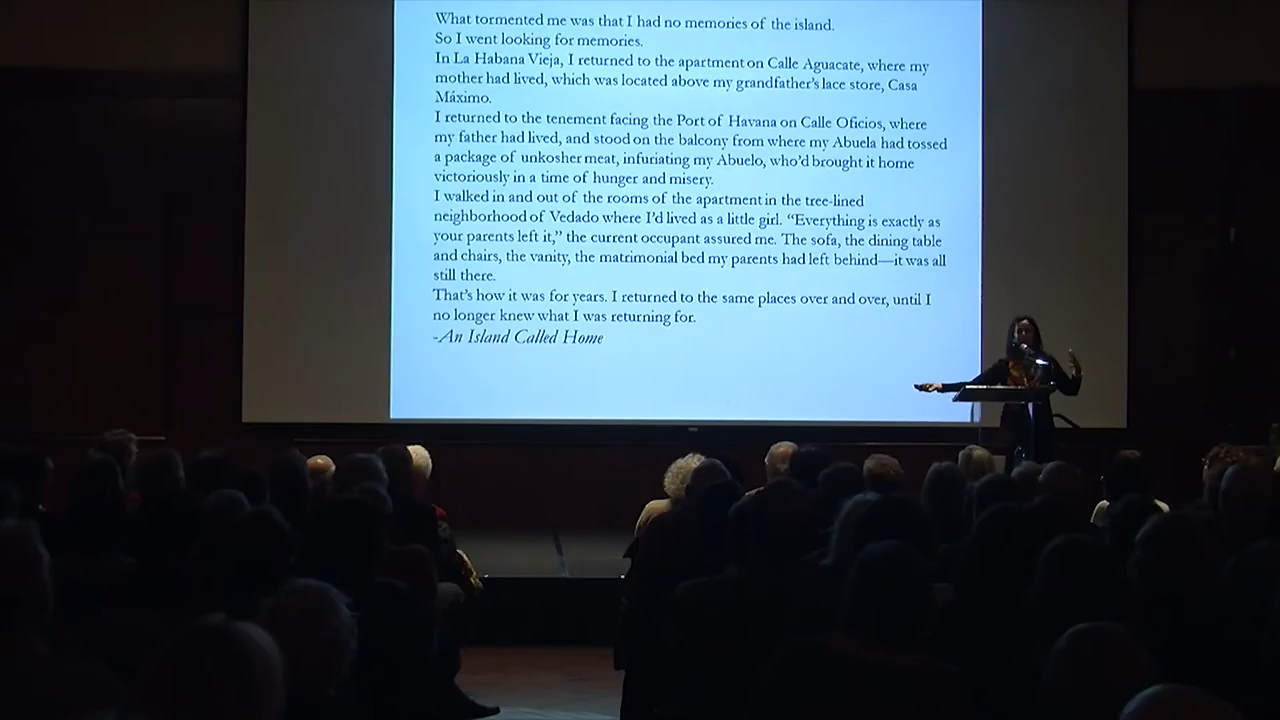 What tormented me was that I had no memories of the island.
So I went looking for memories.
In La Habana Vieja, I returned to the apartment on Calle Aguacate, where my
mother had lived, which was located above my grandfather's lace store, Casa
Máximo.
I returned to the tenement facing the Port of Havana on Calle Oficios, where
my father had lived, and stood on the balcony from where my Abuela had tossed
a package of unkosher meat, infuriating my Abuelo, who'd brought it home
victoriously in a time of hunger and misery.
I walked in and out of the rooms of the apartment in the tree-lined
neighborhood of Vedado where I'd lived as a little girl. “Everything is exactly as
your parents left it,” the current occupant assured me. The sofa, the dining table
and chairs, the vanity, the matrimonial bed my parents had left behind—it was all
still there.
That's how it was for years. I returned to the same places over and over, until I
no longer knew what I was returning for.
-An Island Called Home